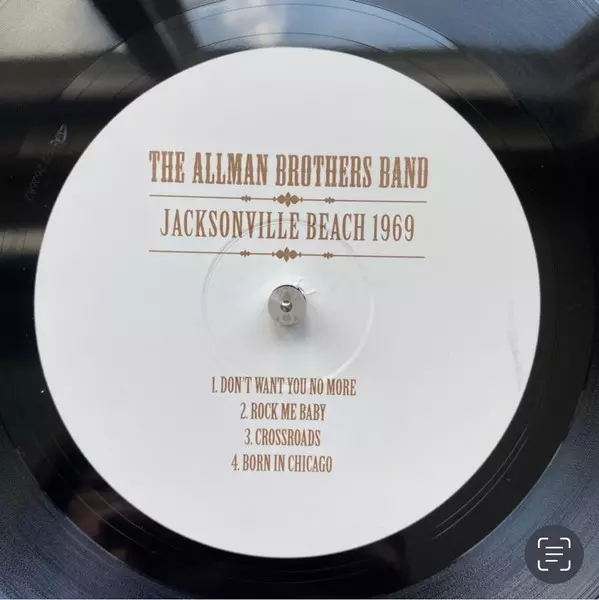 THE ALLMAN BROTHERS BAND
JACKSONVILLE BEACH 1969
1. DON'T WANT YOU NO MORE
2. ROCK ME BABY
3. CROSSROADS
4. BORN IN CHICAGO